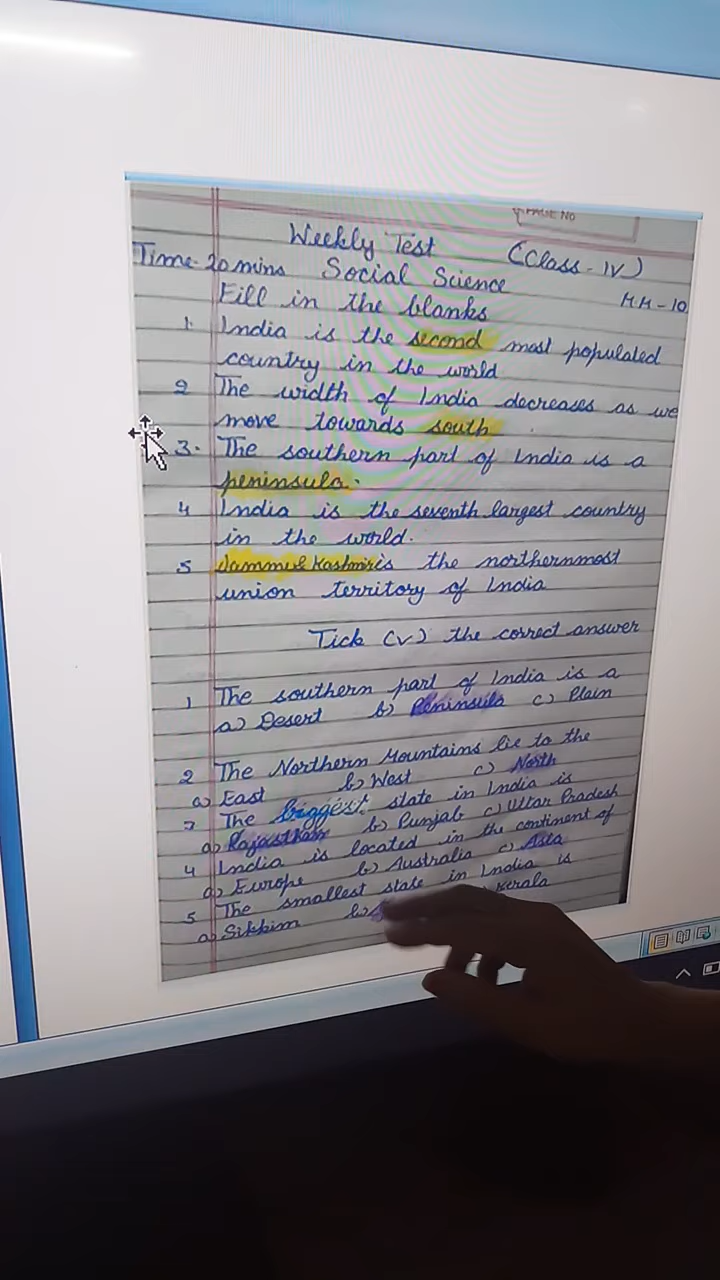 PAGE NO
Weekly Test (Class-IV)
Time-20 mins Social Science
MM-10
Fill in the blanks
1. India is the second most populated
country in the world
2 The width of India decreases as we
move towards south
3. The southern part of India is a
peninsula.
4 India is the seventh largest country
in the world.
5 Jammu & Kashmir is the northernmost
union territory of India
Tick (✓) the correct answer
1 The southern part of India is a
a) Desert b) Peninsula c) Plain
2 The Northern Mountains lie to the
a) East b) West c) North
3 The biggest state in India is
a) Rajasthan b) Punjab c) Uttar Pradesh
4 India is located in the continent of
a) Europe b) Australia c) Asia
5 The smallest state in India is
a) Sikkim b) Kerala